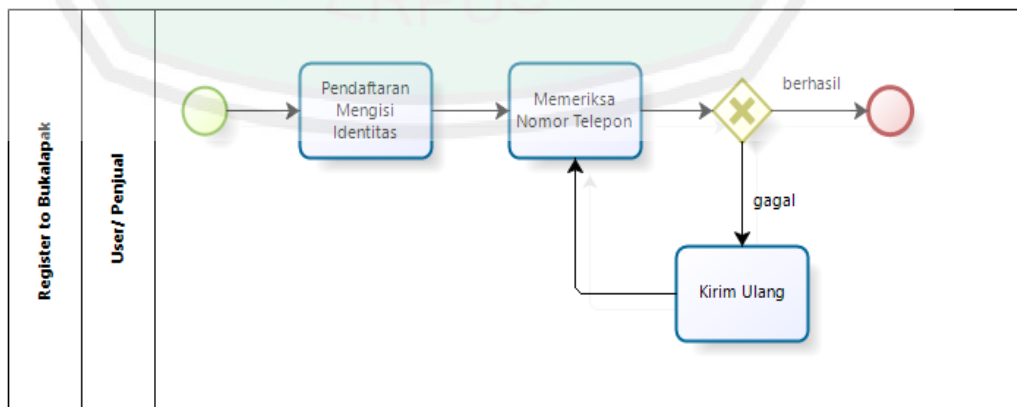 Register to Bukalapak
User/ Penjual
Pendaftaran
Mengisi
Identitas
Memeriksa
Nomor Telepon
berhasil
gagal
Kirim Ulang